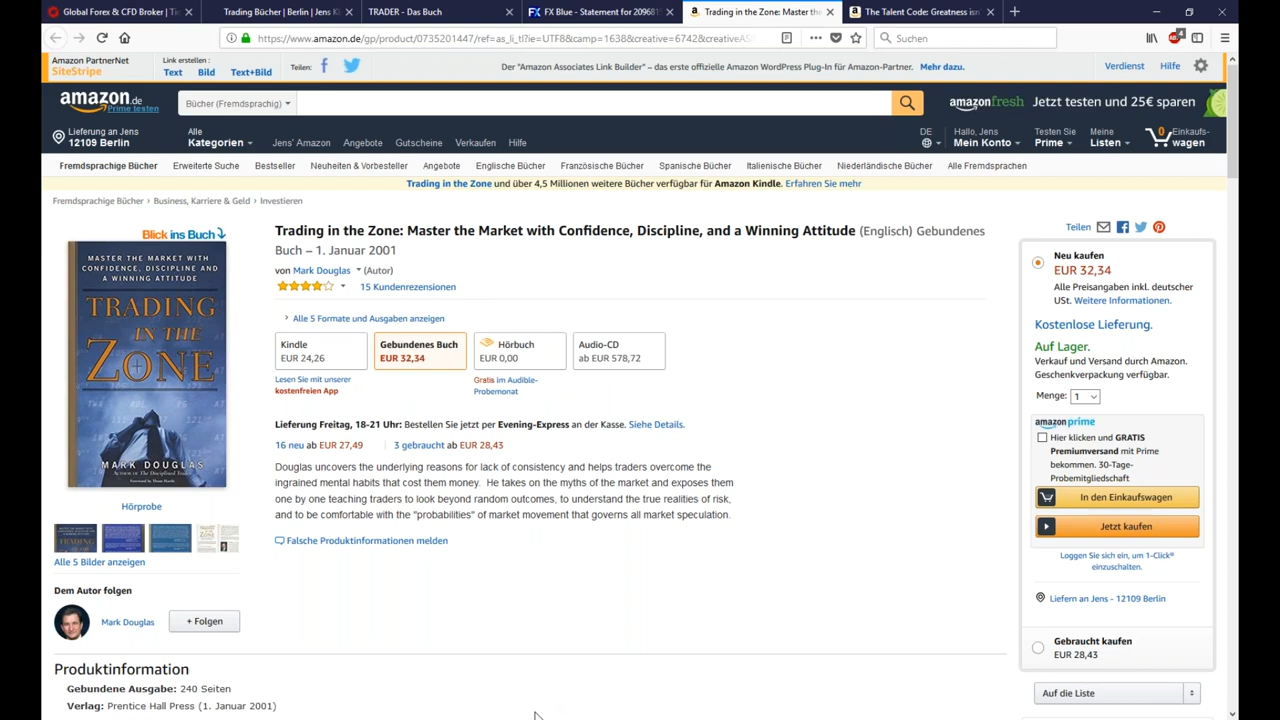 Global Forex & CFD Broker | Ti
Trading Bücher | Berlin | Jens K
TRADER - Das Buch
FX Blue - Statement for 209681
Trading in the Zone: Master the
The Talent Code: Greatness isn
https://www.amazon.de/gp/product/0735201447/ref=as_li_tl?ie=UTF8&camp=1638&creative=6742&creativeAS
Suchen
4
Amazon PartnerNet
SiteStripe
Link erstellen :
Text Bild Text+Bild
Teilen:
Der "Amazon Associates Link Builder" – das erste offizielle Amazon WordPress Plug-In für Amazon-Partner. Mehr dazu.
Verdienst Hilfe
amazon.de
Prime testen
Bücher (Fremdsprachig)
amazonfresh Jetzt testen und 25€ sparen
Lieferung an Jens
12109 Berlin
Alle
Kategorien
Jens' Amazon Angebote Gutscheine Verkaufen Hilfe
DE
Hallo, Jens
Mein Konto
Testen Sie
Prime
Meine
Listen
0
Einkaufs-
wagen
Fremdsprachige Bücher Erweiterte Suche Bestseller Neuheiten & Vorbesteller Angebote Englische Bücher Französische Bücher Spanische Bücher Italienische Bücher Niederländische Bücher Alle Fremdsprachen
Trading in the Zone und über 4,5 Millionen weitere Bücher verfügbar für Amazon Kindle. Erfahren Sie mehr
Fremdsprachige Bücher › Business, Karriere & Geld › Investieren
Blick ins Buch
MASTER THE MARKET WITH
CONFIDENCE, DISCIPLINE AND
A WINNING ATTITUDE
TRADING
IN THE
ZONE
MARK DOUGLAS
Hörprobe
Alle 5 Bilder anzeigen
Dem Autor folgen
Mark Douglas
+ Folgen
Trading in the Zone: Master the Market with Confidence, Discipline, and a Winning Attitude (Englisch) Gebundenes
Buch – 1. Januar 2001
von Mark Douglas (Autor)
15 Kundenrezensionen
Alle 5 Formate und Ausgaben anzeigen
Kindle
EUR 24,26
Gebundenes Buch
EUR 32,34
Hörbuch
EUR 0,00
Audio-CD
ab EUR 578,72
Lesen Sie mit unserer
kostenfreien App
Gratis im Audible-
Probemonat
Lieferung Freitag, 18-21 Uhr: Bestellen Sie jetzt per Evening-Express an der Kasse. Siehe Details.
16 neu ab EUR 27,49
3 gebraucht ab EUR 28,43
Douglas uncovers the underlying reasons for lack of consistency and helps traders overcome the
ingrained mental habits that cost them money. He takes on the myths of the market and exposes them
one by one teaching traders to look beyond random outcomes, to understand the true realities of risk,
and to be comfortable with the "probabilities" of market movement that governs all market speculation.
Falsche Produktinformationen melden
Teilen
Neu kaufen
EUR 32,34
Alle Preisangaben inkl. deutscher
USt. Weitere Informationen.
Kostenlose Lieferung.
Auf Lager.
Verkauf und Versand durch Amazon.
Geschenkverpackung verfügbar.
Menge: 1
amazonprime
Hier klicken und GRATIS
Premiumversand mit Prime
bekommen. 30-Tage-
Probemitgliedschaft
In den Einkaufswagen
Jetzt kaufen
Loggen Sie sich ein, um 1-Click®
einzuschalten.
Liefern an Jens - 12109 Berlin
Gebraucht kaufen
EUR 28,43
Auf die Liste
Produktinformation
Gebundene Ausgabe: 240 Seiten
Verlag: Prentice Hall Press (1. Januar 2001)